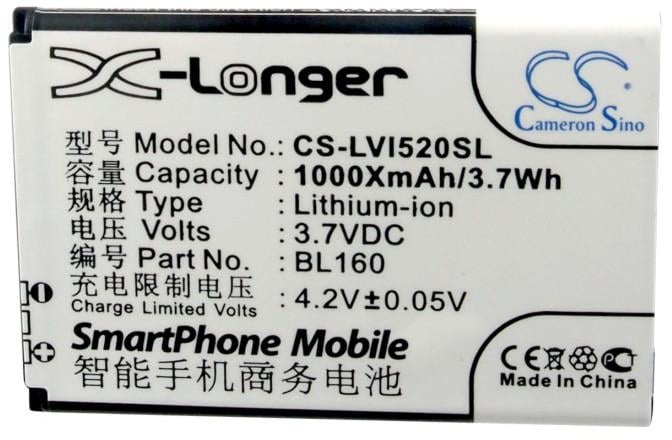 X-Longer
CS
Cameron Sino
型号 Model No.: CS-LVI520SL
容量 Capacity : 1000XmAh/3.7Wh
规格 Type : Lithium-ion
电压 Volts : 3.7VDC
编号 Part No. : BL160
充电限制电压 : 4.2V±0.05V
Charge Limited Volts
SmartPhone Mobile
智能手机商务电池
CE PCT
Made In China